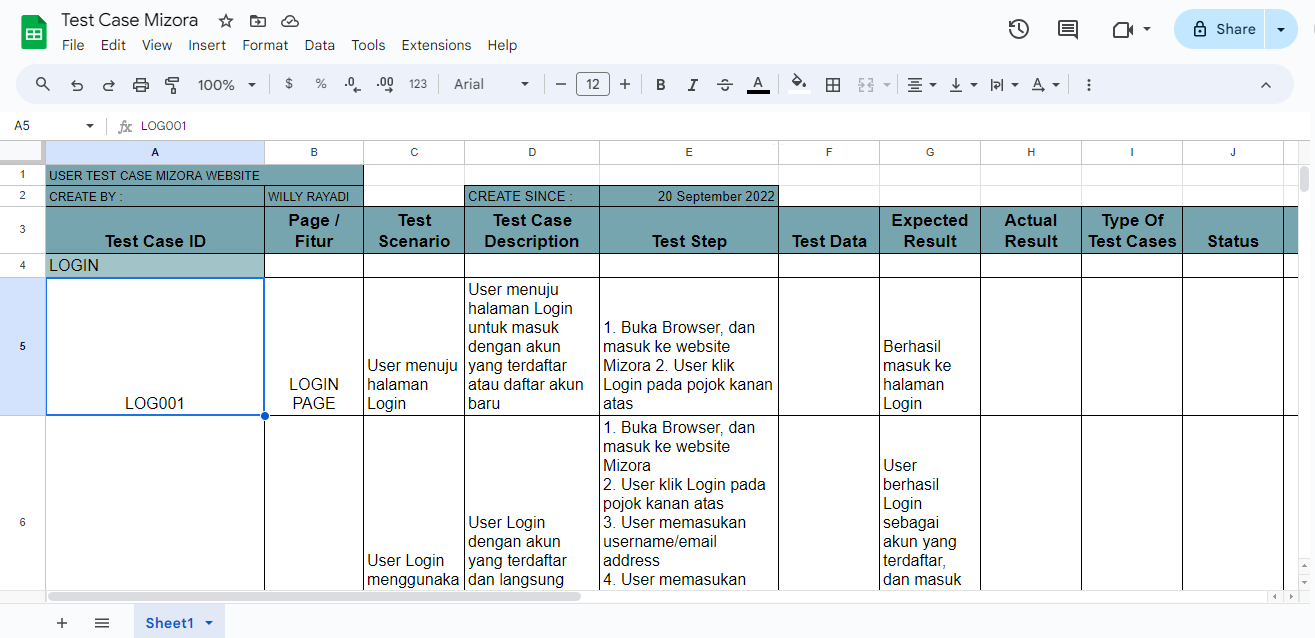 Test Case Mizora
File Edit View Insert Format Data Tools Extensions Help
Share
100% $ % .0 .00 123 Arial 12 B I S A
A5 fx LOG001
A B C D E F G H I J
1 USER TEST CASE MIZORA WEBSITE
2 CREATE BY : WILLY RAYADI CREATE SINCE : 20 September 2022
3
Test Case ID
Page /
Fitur
Test
Scenario
Test Case
Description
Test Step
Test Data
Expected
Result
Actual
Result
Type Of
Test Cases
Status
4 LOGIN
5
LOG001
LOGIN
PAGE
User menuju
halaman
Login
User menuju
halaman Login
untuk masuk
dengan akun
yang terdaftar
atau daftar akun
baru
1. Buka Browser, dan
masuk ke website
Mizora 2. User klik
Login pada pojok kanan
atas
Berhasil
masuk ke
halaman
Login
6
User Login
menggunaka
User Login
dengan akun
yang terdaftar
dan langsung
1. Buka Browser, dan
masuk ke website
Mizora
2. User klik Login pada
pojok kanan atas
3. User memasukan
username/email
address
4. User memasukan
User
berhasil
Login
sebagai
akun yang
terdaftar,
dan masuk
Sheet1